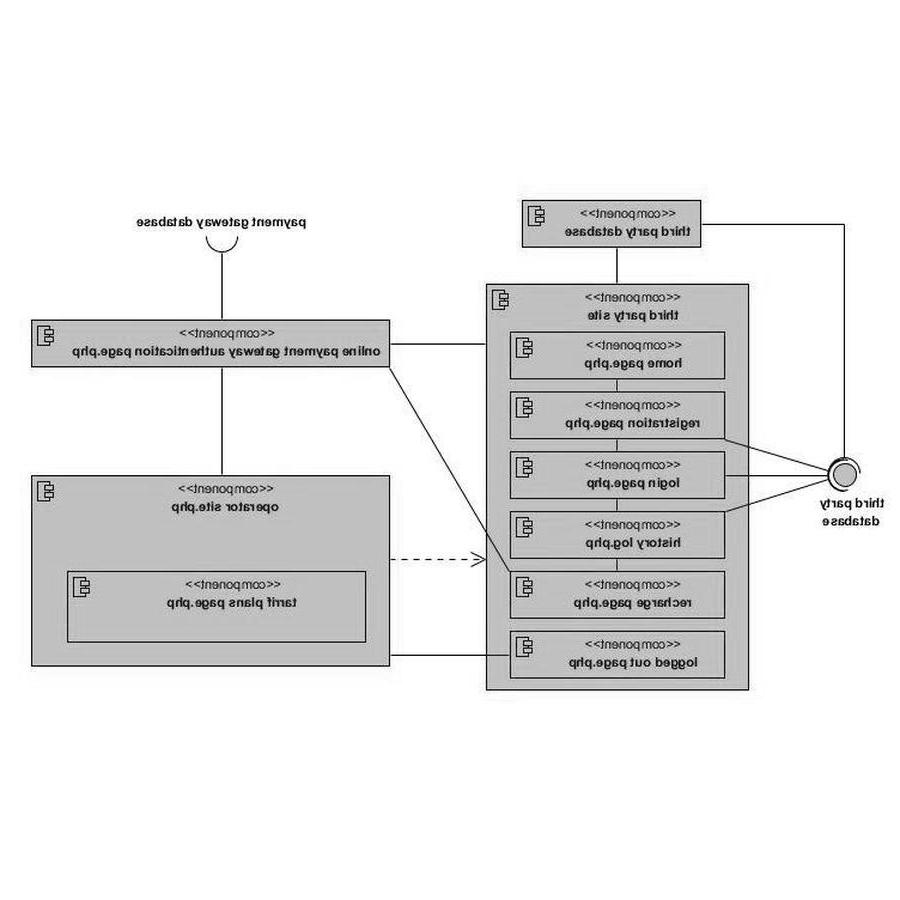 payment gateway database
<<component>>
third party database
<<component>>
third party site
<<component>>
online payment gateway authentication page.php
<<component>>
home page.php
<<component>>
registration page.php
<<component>>
login page.php
<<component>>
operator site.php
third party
database
<<component>>
history log.php
<<component>>
tarrif plans page.php
<<component>>
recharge page.php
<<component>>
logged out page.php